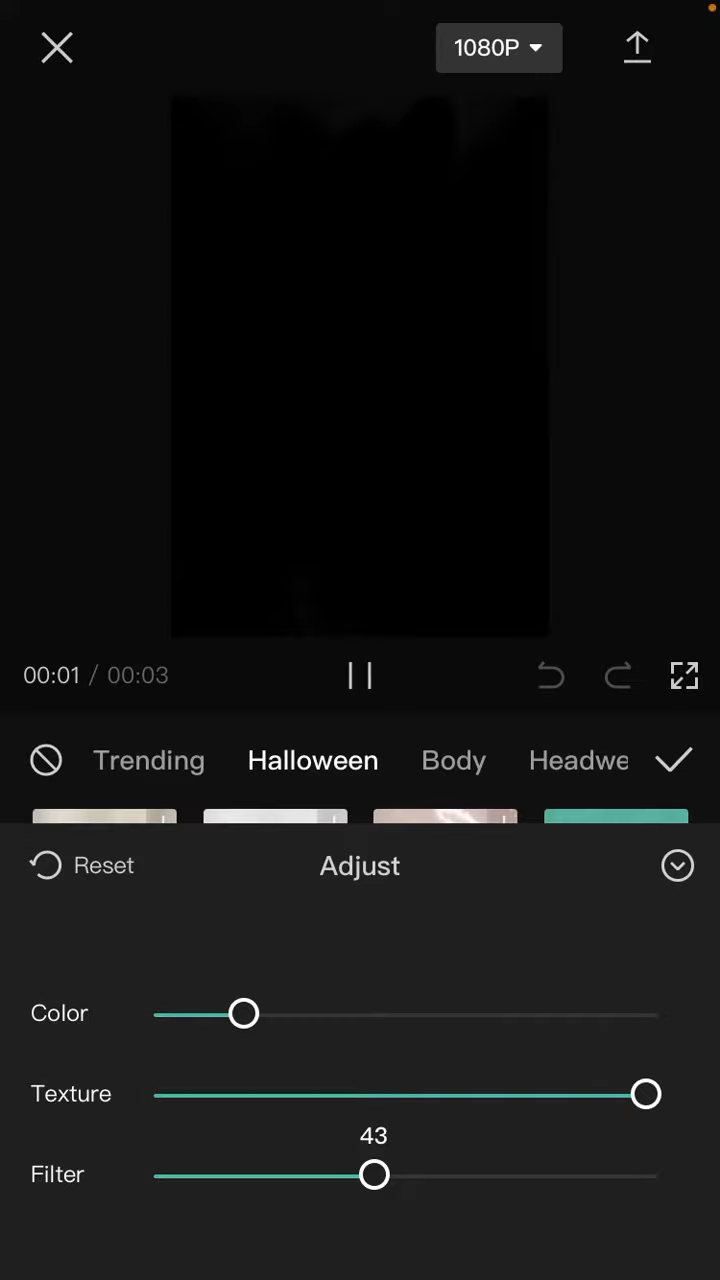 1080P
00:01 / 00:03
Trending Halloween Body Headwe
Reset Adjust
Color
Texture
43
Filter